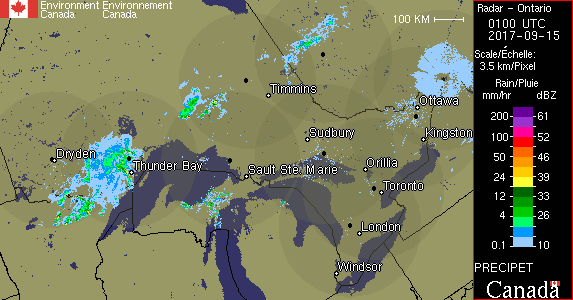 Environment Environnement
Canada Canada
100 KM
Timmins
Ottawa
Sudbury
Kingston
Dryden
Thunder Bay
Sault Ste. Marie
Orillia
Toronto
London
Windsor
Radar - Ontario
0100 UTC
2017-09-15
Scale/Échelle:
3.5 km/Pixel
Rain/Pluie
mm/hr dBZ
200 61
100 52
50 46
24 39
12 33
4 26
0.1 10
PRECIPET
Canada